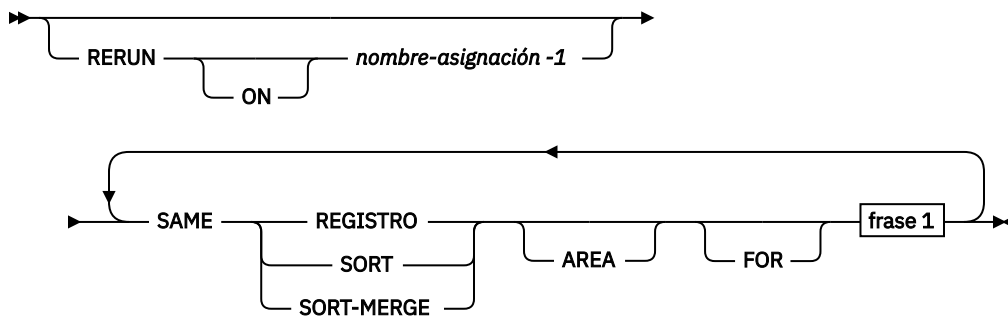 RERUN ON nombre-asignación -1
SAME REGISTRO AREA FOR frase 1
SORT
SORT-MERGE